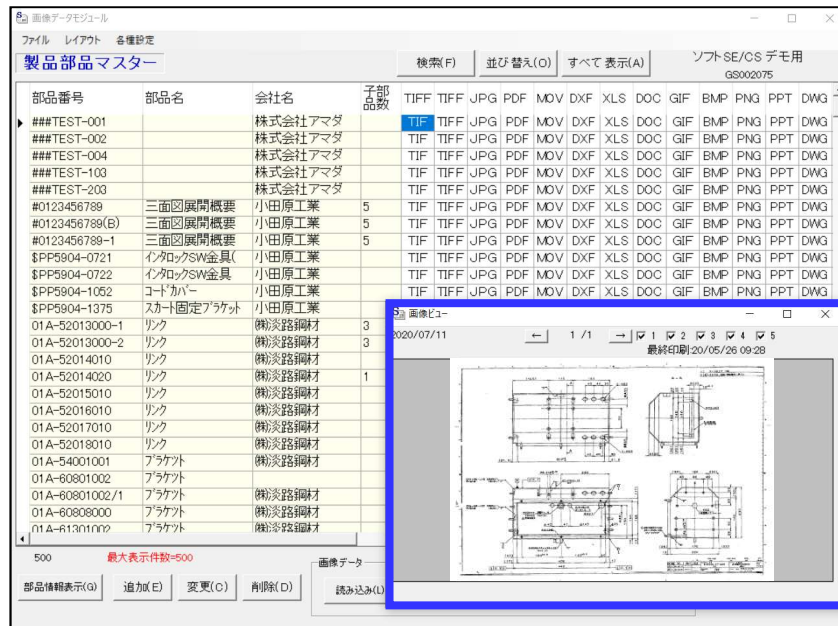 画像データモジュール
ファイル レイアウト 各種設定
製品部品マスター 検索(F) 並び替え(O) すべて表示(A) ソフトSE/CS デモ用
GS002075
部品番号 部品名 会社名 子部品数 TIFF TIFF JPG PDF MOV DXF XLS DOC GIF BMP PNG PPT DWG
###TEST-001 株式会社アマダ TIF TIFF JPG PDF MOV DXF XLS DOC GIF BMP PNG PPT DWG
###TEST-002 株式会社アマダ TIF TIFF JPG PDF MOV DXF XLS DOC GIF BMP PNG PPT DWG
###TEST-004 株式会社アマダ TIF TIFF JPG PDF MOV DXF XLS DOC GIF BMP PNG PPT DWG
###TEST-103 株式会社アマダ TIF TIFF JPG PDF MOV DXF XLS DOC GIF BMP PNG PPT DWG
###TEST-203 株式会社アマダ TIF TIFF JPG PDF MOV DXF XLS DOC GIF BMP PNG PPT DWG
#0123456789 三面図展開概要 小田原工業 5 TIF TIFF JPG PDF MOV DXF XLS DOC GIF BMP PNG PPT DWG
#0123456789(B) 三面図展開概要 小田原工業 5 TIF TIFF JPG PDF MOV DXF XLS DOC GIF BMP PNG PPT DWG
#0123456789-1 三面図展開概要 小田原工業 5 TIF TIFF JPG PDF MOV DXF XLS DOC GIF BMP PNG PPT DWG
$PP5904-0721 インタロックSW金具( 小田原工業 TIF TIFF JPG PDF MOV DXF XLS DOC GIF BMP PNG PPT DWG
$PP5904-0722 インタロックSW金具 小田原工業 TIF TIFF JPG PDF MOV DXF XLS DOC GIF BMP PNG PPT DWG
$PP5904-1052 コードカバー 小田原工業 TIF TIFF JPG PDF MOV DXF XLS DOC GIF BMP PNG PPT DWG
$PP5904-1375 スカート固定ブラケット 小田原工業
01A-52013000-1 リンク ㈱淡路鋼材 3
01A-52013000-2 リンク ㈱淡路鋼材 3
01A-52014010 リンク ㈱淡路鋼材
01A-52014020 リンク ㈱淡路鋼材 1
01A-52015010 リンク ㈱淡路鋼材
01A-52016010 リンク ㈱淡路鋼材
01A-52017010 リンク ㈱淡路鋼材
01A-52018010 リンク ㈱淡路鋼材
01A-54001001 ブラケット ㈱淡路鋼材
01A-60801002 ブラケット
01A-60801002/1 ブラケット ㈱淡路鋼材
01A-60808000 ブラケット ㈱淡路鋼材
01A-61301002 ブラケット ㈱淡路鋼材
画像ビュー
2020/07/11 ← 1 /1 → 1 2 3 4 5
最終印刷:20/05/26 09:28
500 最大表示件数=500 画像データ
部品情報表示(G) 追加(E) 変更(C) 削除(D) 読み込み(L)